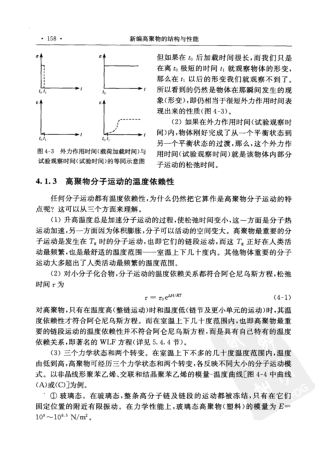 · 158 ·
新编高聚物的结构与性能
但如果在 t₀ 后加载时间很长,而我们只是
在离 t₀ 极短的时间 t₁ 就观察物体的形变,
那么在 t₁ 以后的形变我们就观察不到了。
所以看到的仍然是物体在那瞬间发生的现
象(形变),即仍相当于很短外力作用时表
现出来的性质(图 4-3)。
(2) 如果在外力作用时间(试验观察时
间)内,物体刚好完成了从一个平衡状态到
另一个平衡状态的过渡,那么,这个外力作
用时间(试验观察时间)就是该物体内部分
子运动的松弛时间。
图 4-3 外力作用时间(载荷加载时间)与
试验观察时间(试验时间)的等同示意图
4.1.3 高聚物分子运动的温度依赖性
任何分子运动都有温度依赖性,为什么仍然把它算作是高聚物分子运动的特
点呢?这可以从三个方面来理解。
(1) 升高温度总是加速分子运动的过程,使松弛时间变小,这一方面是分子热
运动加速,另一方面因为体积膨胀,分子可以活动的空间变大。高聚物最重要的分
子运动是发生在 Tg 时的分子运动,也即它们的链段运动,而这 Tg 正好在人类活
动最频繁,也是最舒适的温度范围——室温上下几十度内。其他物体重要的分子
运动大多超出了人类活动最频繁的温度范围。
(2) 对小分子化合物,分子运动的温度依赖关系都符合阿仑尼乌斯方程,松弛
时间 τ 为
τ = τ₀e^ΔH/RT (4-1)
对高聚物,只有在温度高(整链运动)时和温度低(链节及更小单元的运动)时,其温
度依赖性才符合阿仑尼乌斯方程。而在室温上下几十度范围内,也即高聚物最重
要的链段运动的温度依赖性并不符合阿仑尼乌斯方程,而是具有自己特有的温度
依赖关系,即著名的 WLF 方程(详见 5.4.4 节)。
(3) 三个力学状态和两个转变。在室温上下不多的几十度温度范围内,温度
由低到高,高聚物可经历三个力学状态和两个转变,各反映不同大小的分子运动模
式。以非晶线形聚苯乙烯、交联和结晶聚苯乙烯的模量-温度曲线[图 4-4 中曲线
(A)或(C)]为例。
① 玻璃态。在玻璃态,整条高分子链及链段的运动都被冻结,只有在它们
固定位置的附近有限振动。在力学性能上,玻璃态高聚物(塑料)的模量为 E=
10⁹~10⁹·⁵ N/m²。